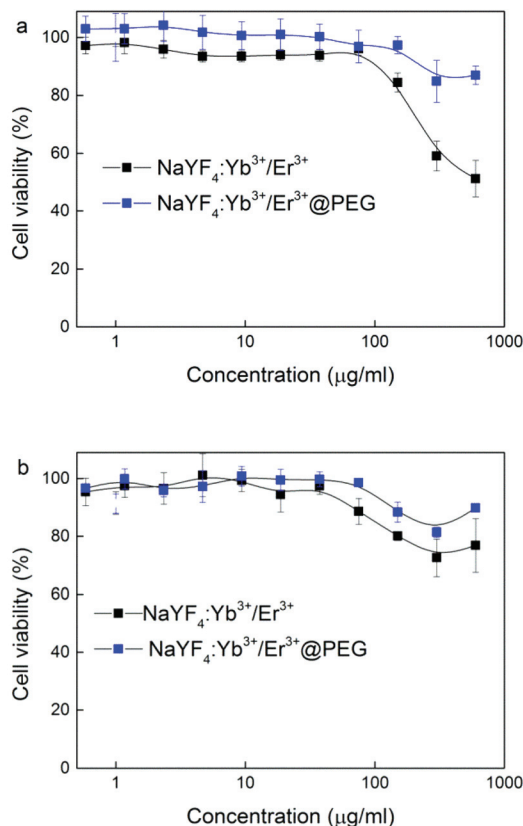 a
100
80
60
40
20
0
Cell viability (%)
NaYF₄:Yb³⁺/Er³⁺
NaYF₄:Yb³⁺/Er³⁺@PEG
1 10 100 1000
Concentration (μg/ml)
b
100
80
60
40
20
0
Cell viability (%)
NaYF₄:Yb³⁺/Er³⁺
NaYF₄:Yb³⁺/Er³⁺@PEG
1 10 100 1000
Concentration (μg/ml)